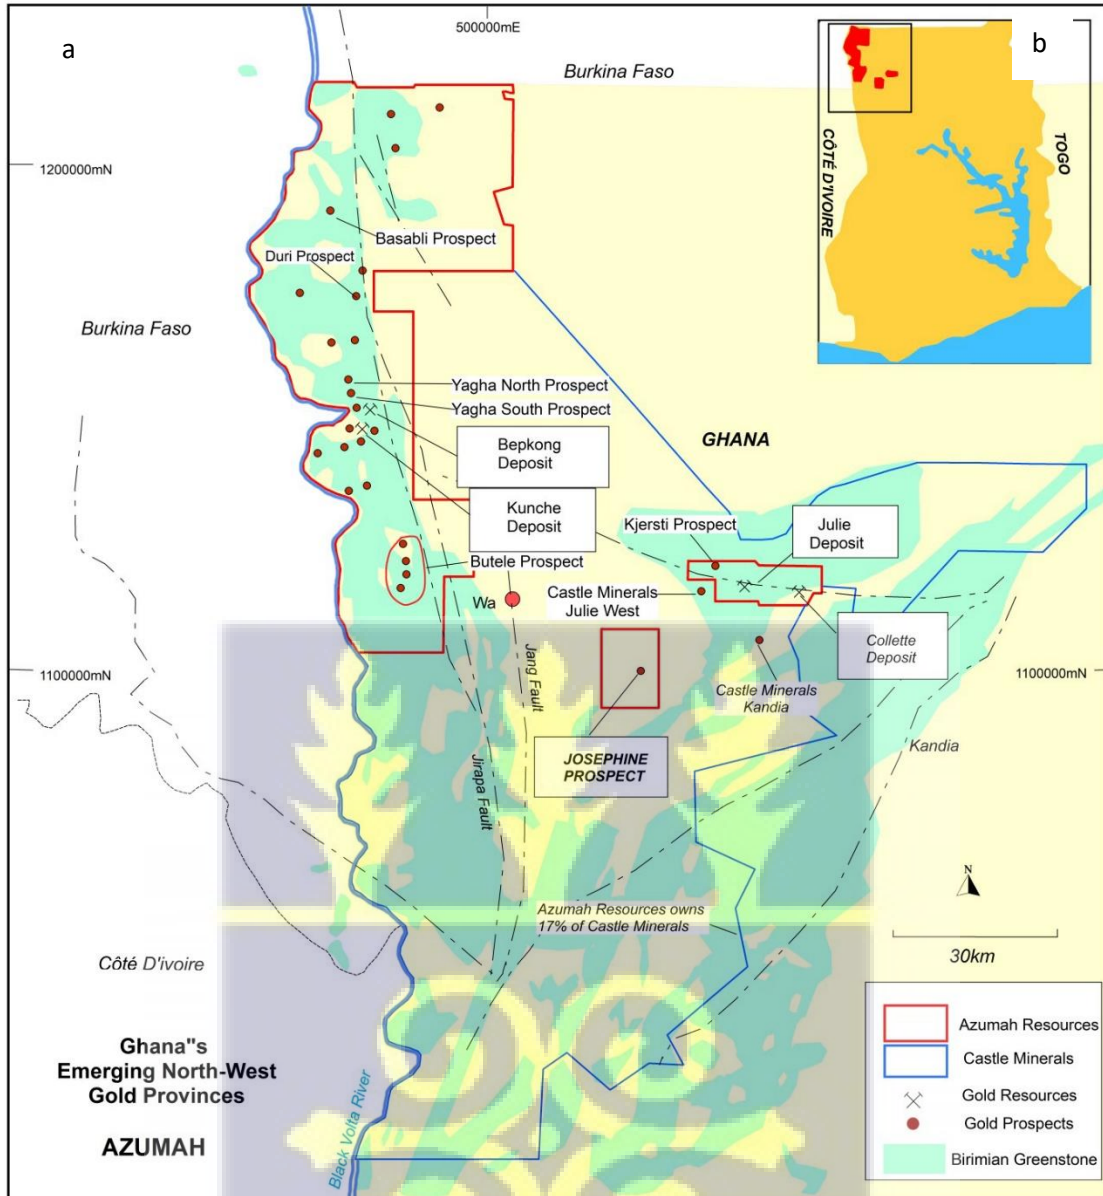 500000mE
a
Burkina Faso
b
CÔTÉ D'IVOIRE
TOGO
1200000mN
Basabli Prospect
Duri Prospect
Burkina Faso
Yagha North Prospect
Yagha South Prospect
GHANA
Bepkong
Deposit
Kunche
Deposit
Kjersti Prospect
Julie
Deposit
Butele Prospect
Wa
Castle Minerals
Julie West
Collette
Deposit
1100000mN
1100000mN
Jang Fault
Castle Minerals
Kandia
Kandia
JOSEPHINE
PROSPECT
Jirapa Fault
N
Azumah Resources owns
17% of Castle Minerals
30km
Côté D'ivoire
Ghana"s
Emerging North-West
Gold Provinces
AZUMAH
Black Volta River
Azumah Resources
Castle Minerals
Gold Resources
Gold Prospects
Birimian Greenstone